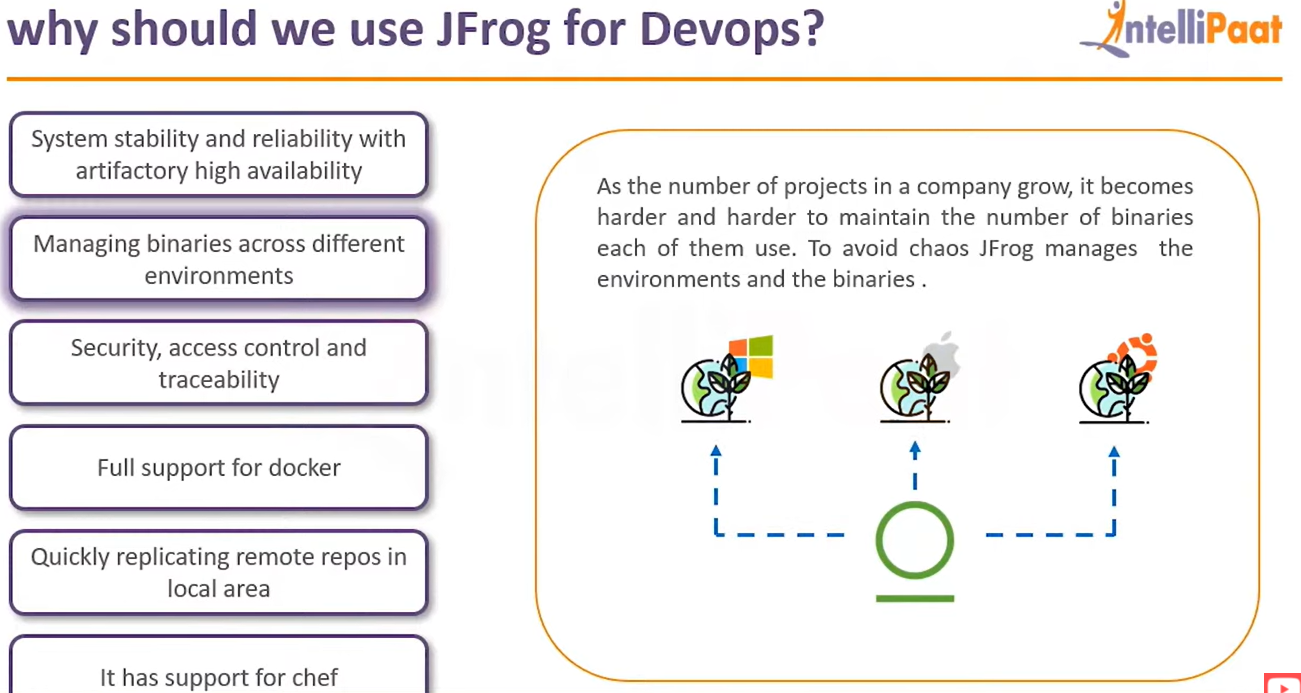 why should we use JFrog for Devops?
IntelliPaat
System stability and reliability with
artifactory high availability
Managing binaries across different
environments
Security, access control and
traceability
Full support for docker
Quickly replicating remote repos in
local area
It has support for chef
As the number of projects in a company grow, it becomes
harder and harder to maintain the number of binaries
each of them use. To avoid chaos JFrog manages the
environments and the binaries .